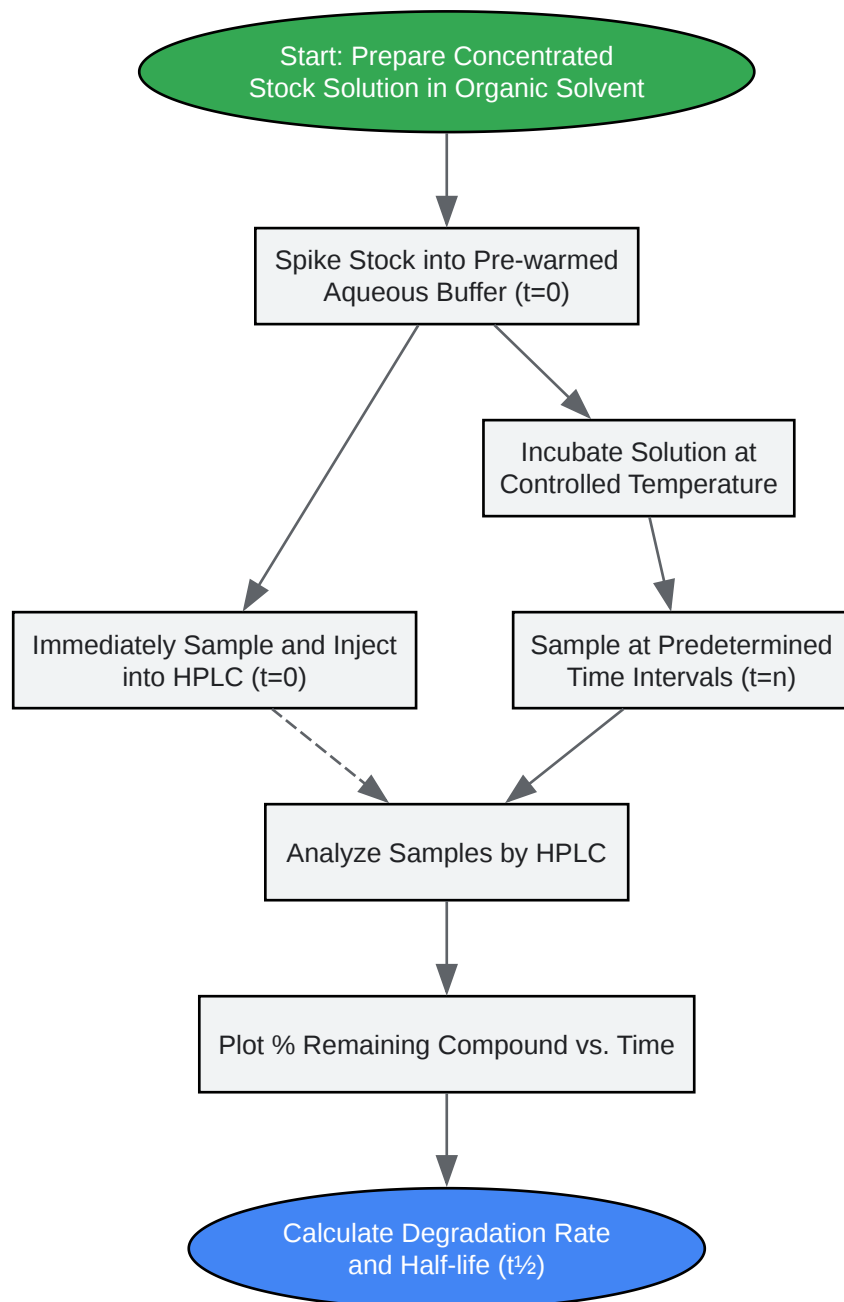 Start: Prepare Concentrated
Stock Solution in Organic Solvent
Spike Stock into Pre-warmed
Aqueous Buffer (t=0)
Incubate Solution at
Controlled Temperature
Immediately Sample and Inject
into HPLC (t=0)
Sample at Predetermined
Time Intervals (t=n)
Analyze Samples by HPLC
Plot % Remaining Compound vs. Time
Calculate Degradation Rate
and Half-life (t½)